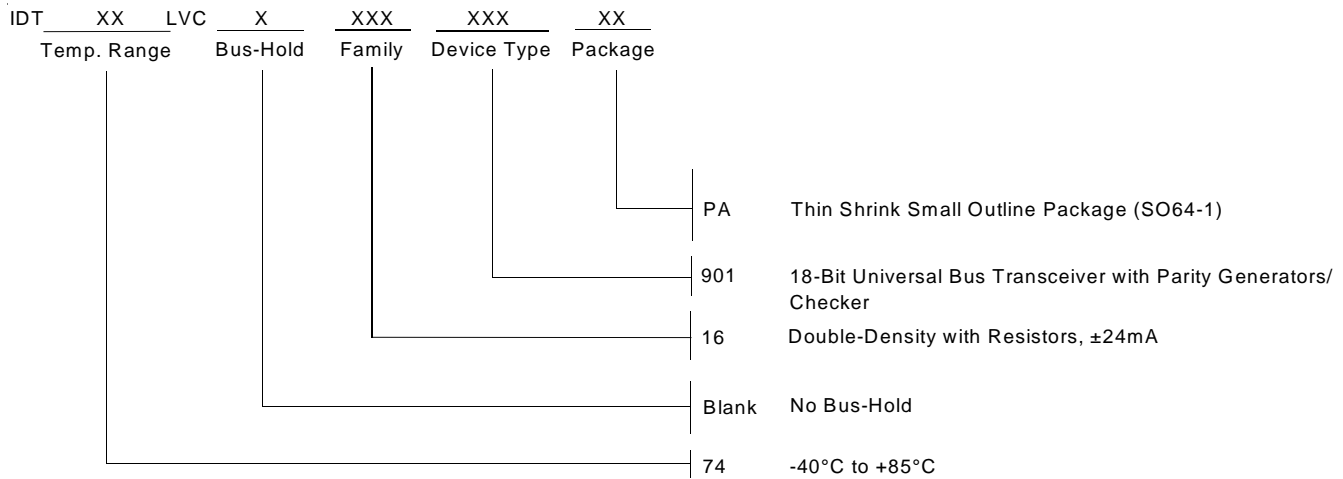 IDT XX LVC X XXX XXX XX
Temp. Range Bus-Hold Family Device Type Package
PA Thin Shrink Small Outline Package (SO64-1)
901 18-Bit Universal Bus Transceiver with Parity Generators/
Checker
16 Double-Density with Resistors, ±24mA
Blank No Bus-Hold
74 -40°C to +85°C